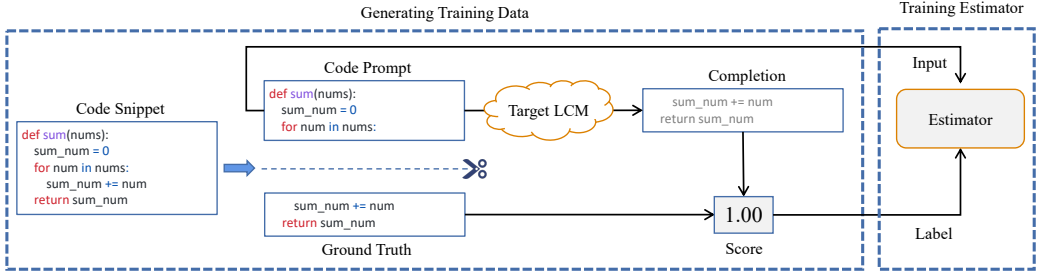 Generating Training Data
Training Estimator
Code Snippet
def sum(nums):
sum_num = 0
for num in nums:
sum_num += num
return sum_num
Code Prompt
def sum(nums):
sum_num = 0
for num in nums:
Target LCM
Completion
sum_num += num
return sum_num
sum_num += num
return sum_num
Ground Truth
1.00
Score
Input
Estimator
Label